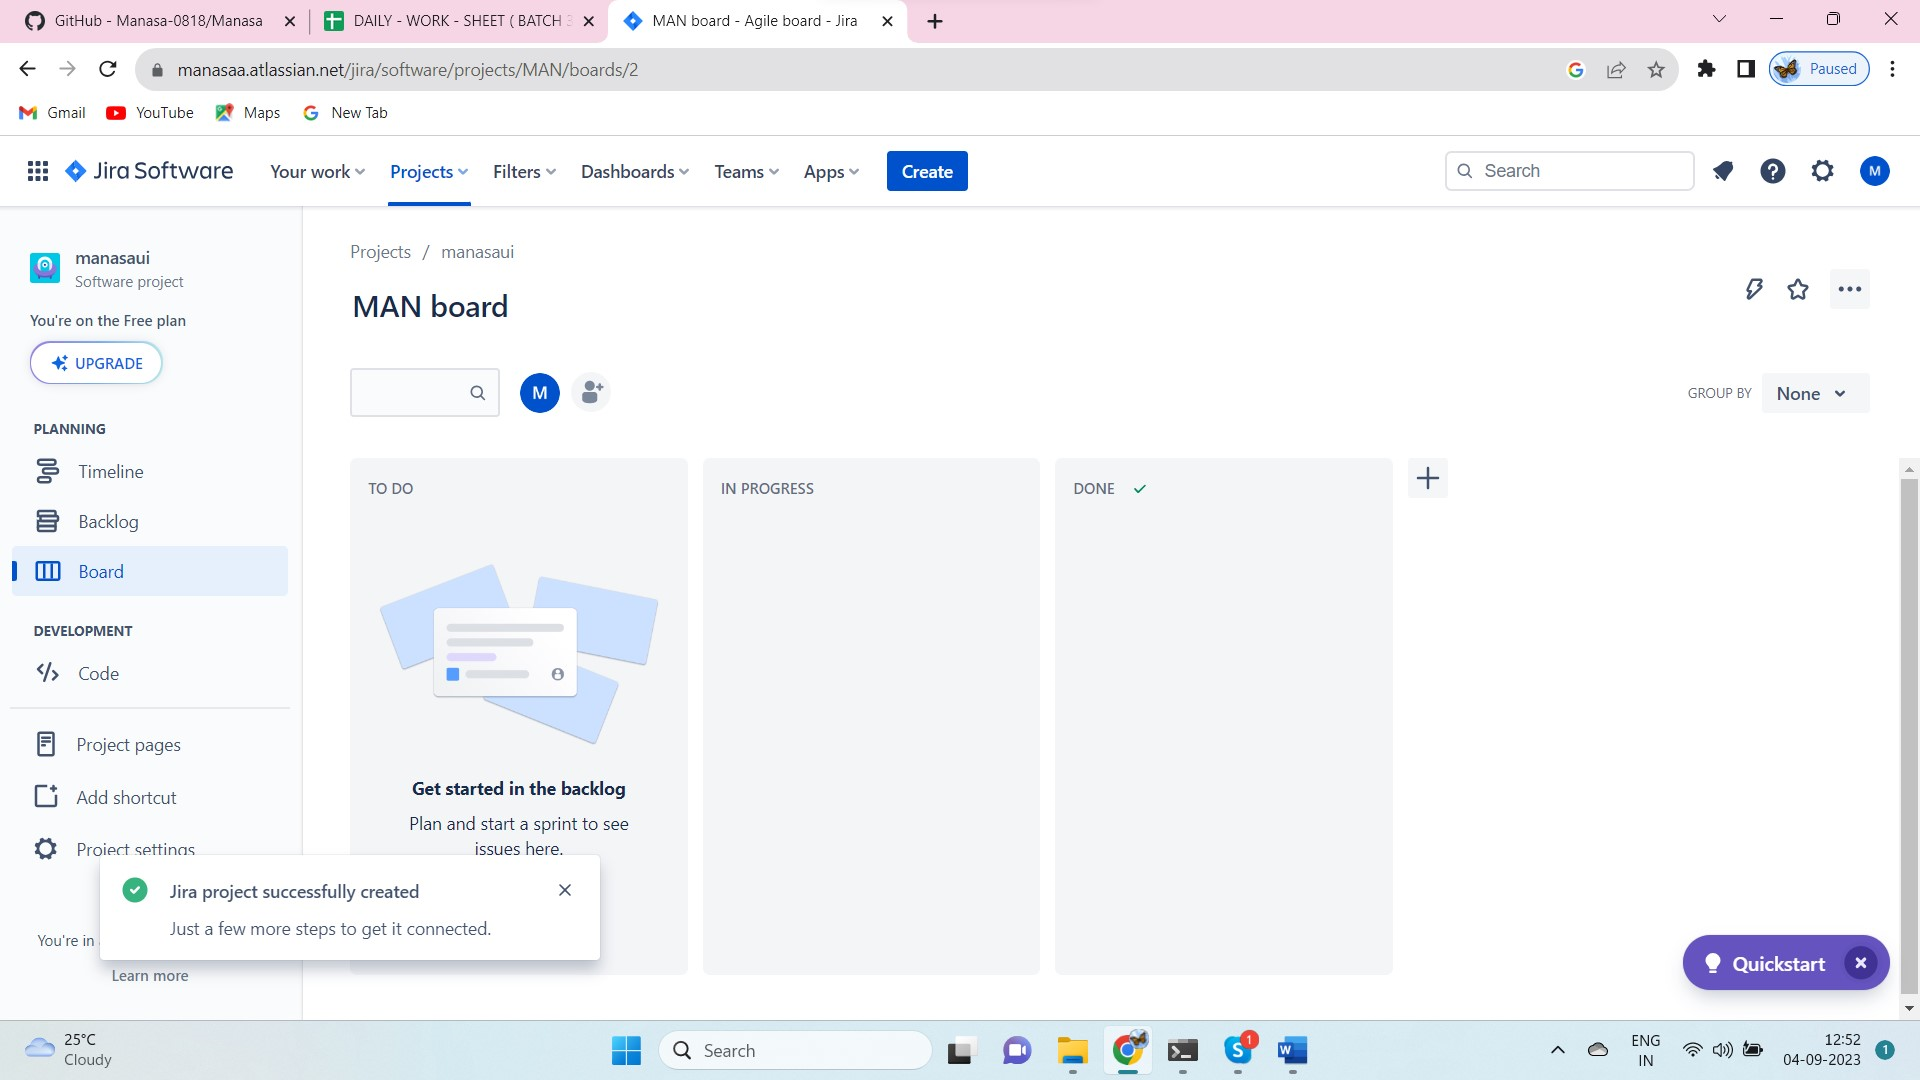 GitHub - Manasa-0818/Manasa
DAILY - WORK - SHEET ( BATCH 3
MAN board - Agile board - Jira
manasaa.atlassian.net/jira/software/projects/MAN/boards/2
Paused
Gmail
YouTube
Maps
New Tab
Jira Software
Your work
Projects
Filters
Dashboards
Teams
Apps
Create
Search
M
manasaui
Software project
You're on the Free plan
UPGRADE
PLANNING
Timeline
Backlog
Board
DEVELOPMENT
Code
Project pages
Add shortcut
Project settings
You're in
Learn more
Projects / manasaui
MAN board
M
GROUP BY
None
TO DO
IN PROGRESS
DONE
Get started in the backlog
Plan and start a sprint to see
issues here.
Jira project successfully created
Just a few more steps to get it connected.
Quickstart
25°C
Cloudy
Search
S
1
W
ENG
IN
12:52
04-09-2023
1